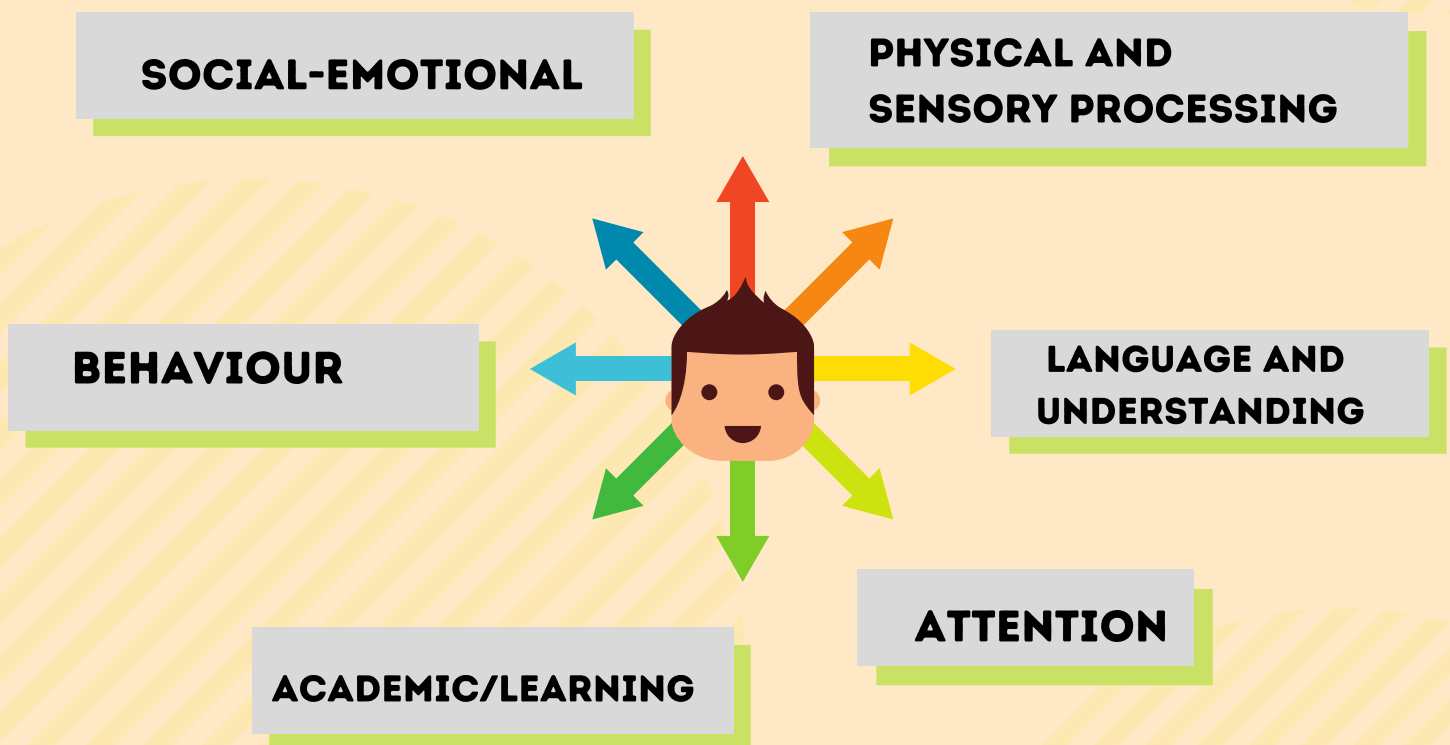 SOCIAL-EMOTIONAL
PHYSICAL AND
SENSORY PROCESSING
BEHAVIOUR
LANGUAGE AND
UNDERSTANDING
ATTENTION
ACADEMIC/LEARNING